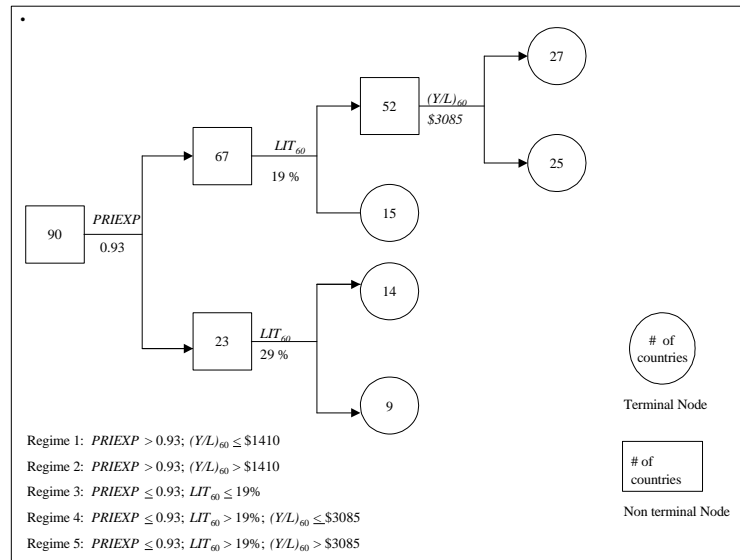 27
52
(Y/L)60
$3085
67
LIT60
19 %
25
PRIEXP
90
0.93
15
14
23
LIT60
29 %
9
# of
countries
Terminal Node
Regime 1: PRIEXP > 0.93; (Y/L)60 ≤ $1410
Regime 2: PRIEXP > 0.93; (Y/L)60 > $1410
Regime 3: PRIEXP ≤ 0.93; LIT60 ≤ 19%
Regime 4: PRIEXP ≤ 0.93; LIT60 > 19%; (Y/L)60 ≤ $3085
Regime 5: PRIEXP ≤ 0.93; LIT60 > 19%; (Y/L)60 > $3085
# of
countries
Non terminal Node